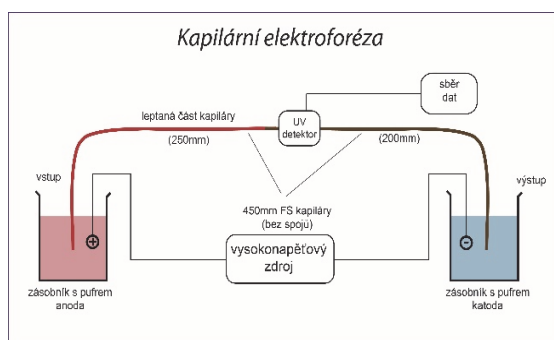 Kapilární elektroforéza
sběr
dat
leptaná část kapiláry
(250mm)
UV
detektor
(200mm)
vstup
výstup
450mm FS kapiláry
(bez spojů)
+
-
vysokonapěťový
zdroj
zásobník s pufrem
anoda
zásobník s pufrem
katoda